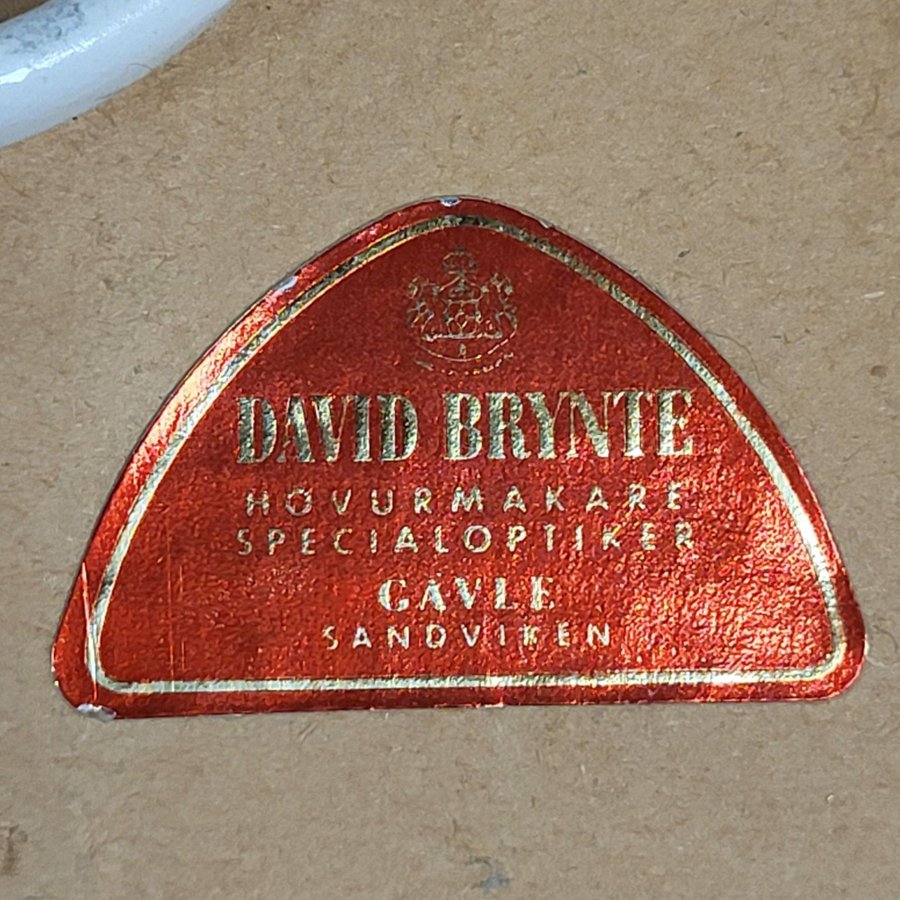 DAVID BRYNTE
HOVURMAKARE
SPECIALOPTIKER
GÄVLE
SANDVIKEN